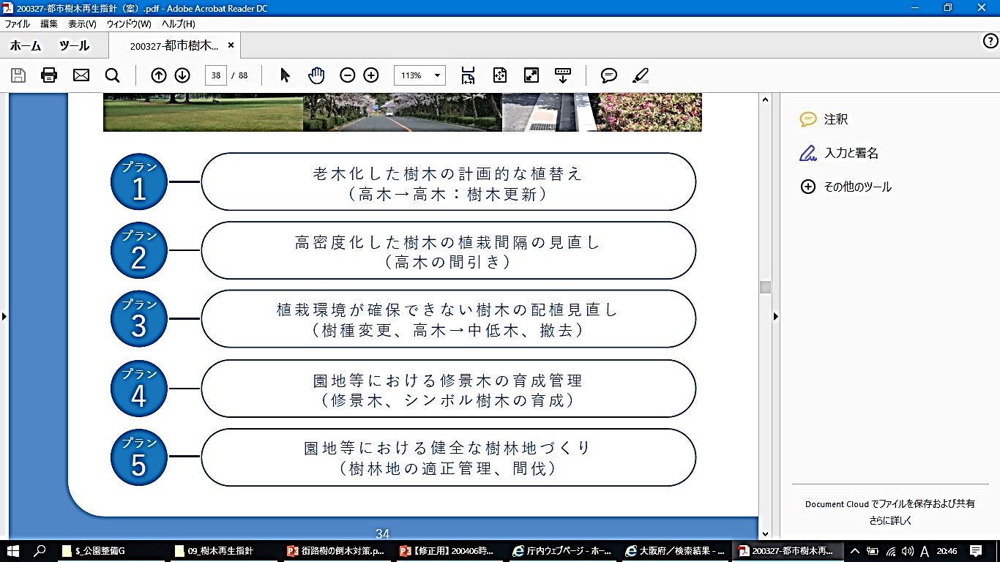 200327-都市樹木再生指針（案）.pdf - Adobe Acrobat Reader DC
ファイル 編集 表示(V) ウィンドウ(W) ヘルプ(H)
ホーム ツール 200327-都市樹木... ×
38 / 88 113%
プラン
1
老木化した樹木の計画的な植替え
（高木→高木：樹木更新）
プラン
2
高密度化した樹木の植栽間隔の見直し
（高木の間引き）
プラン
3
植栽環境が確保できない樹木の配植見直し
（樹種変更、高木→中低木、撤去）
プラン
4
園地等における修景木の育成管理
（修景木、シンボル樹木の育成）
プラン
5
園地等における健全な樹林地づくり
（樹林地の適正管理、間伐）
34
注釈
入力と署名
その他のツール
Document Cloud でファイルを保存および共有
さらに詳しく
$_公園整備G 09_樹木再生指針 街路樹の倒木対策.p... 【修正用】200406時... 庁内ウェブページ - ホー... 大阪府／検索結果 - ... 200327-都市樹木再... A 20:46